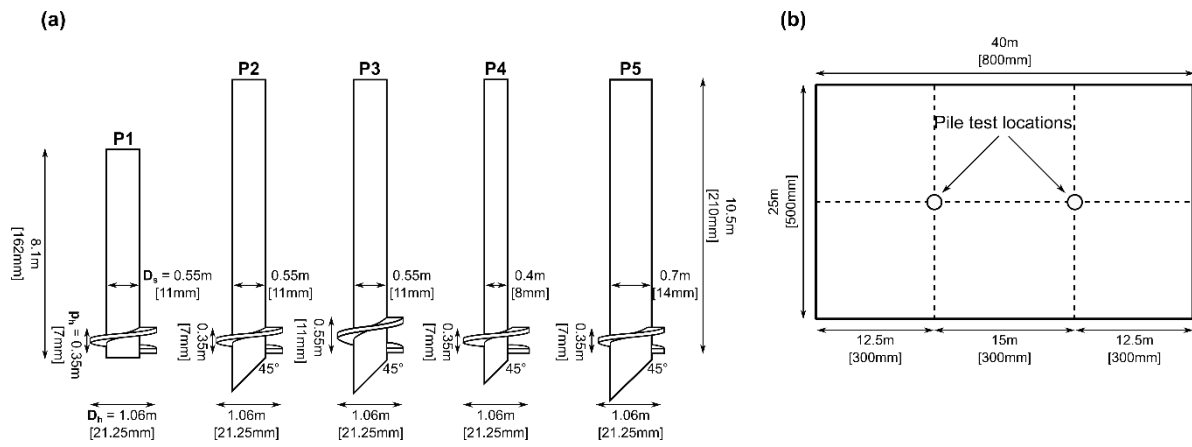 (a)
(b)
P1
P2
P3
P4
P5
8.1m
[162mm]
Dₛ = 0.55m
[11mm]
0.55m
[11mm]
0.55m
[11mm]
0.4m
[8mm]
0.7m
[14mm]
10.5m
[210mm]
pₕ = 0.35m
[7mm]
0.35m
[7mm]
0.55m
[11mm]
0.35m
[7mm]
0.35m
[7mm]
45°
45°
45°
45°
Dₕ = 1.06m
[21.25mm]
1.06m
[21.25mm]
1.06m
[21.25mm]
1.06m
[21.25mm]
1.06m
[21.25mm]
40m
[800mm]
Pile test locations
25m
[500mm]
12.5m
[300mm]
15m
[300mm]
12.5m
[300mm]